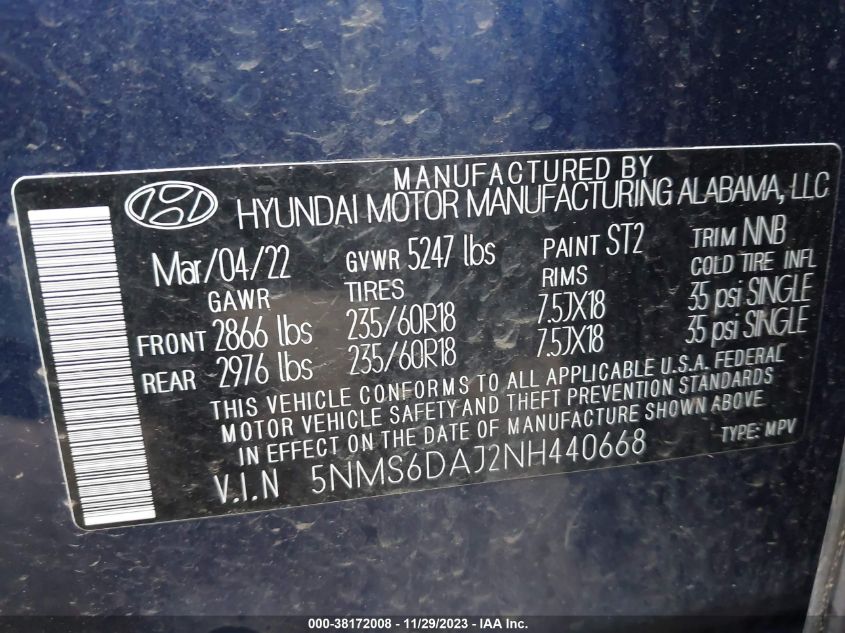 MANUFACTURED BY
HYUNDAI MOTOR MANUFACTURING ALABAMA, LLC
Mar/04/22 GVWR 5247 lbs PAINT ST2 TRIM NNB
GAWR TIRES RIMS COLD TIRE INFL
FRONT 2866 lbs 235/60R18 7.5JX18 35 psi SINGLE
REAR 2976 lbs 235/60R18 7.5JX18 35 psi SINGLE
THIS VEHICLE CONFORMS TO ALL APPLICABLE U.S.A. FEDERAL
MOTOR VEHICLE SAFETY AND THEFT PREVENTION STANDARDS
IN EFFECT ON THE DATE OF MANUFACTURE SHOWN ABOVE
V.I.N 5NMS6DAJ2NH440668 TYPE: MPV
000-38172008 - 11/29/2023 - IAA Inc.